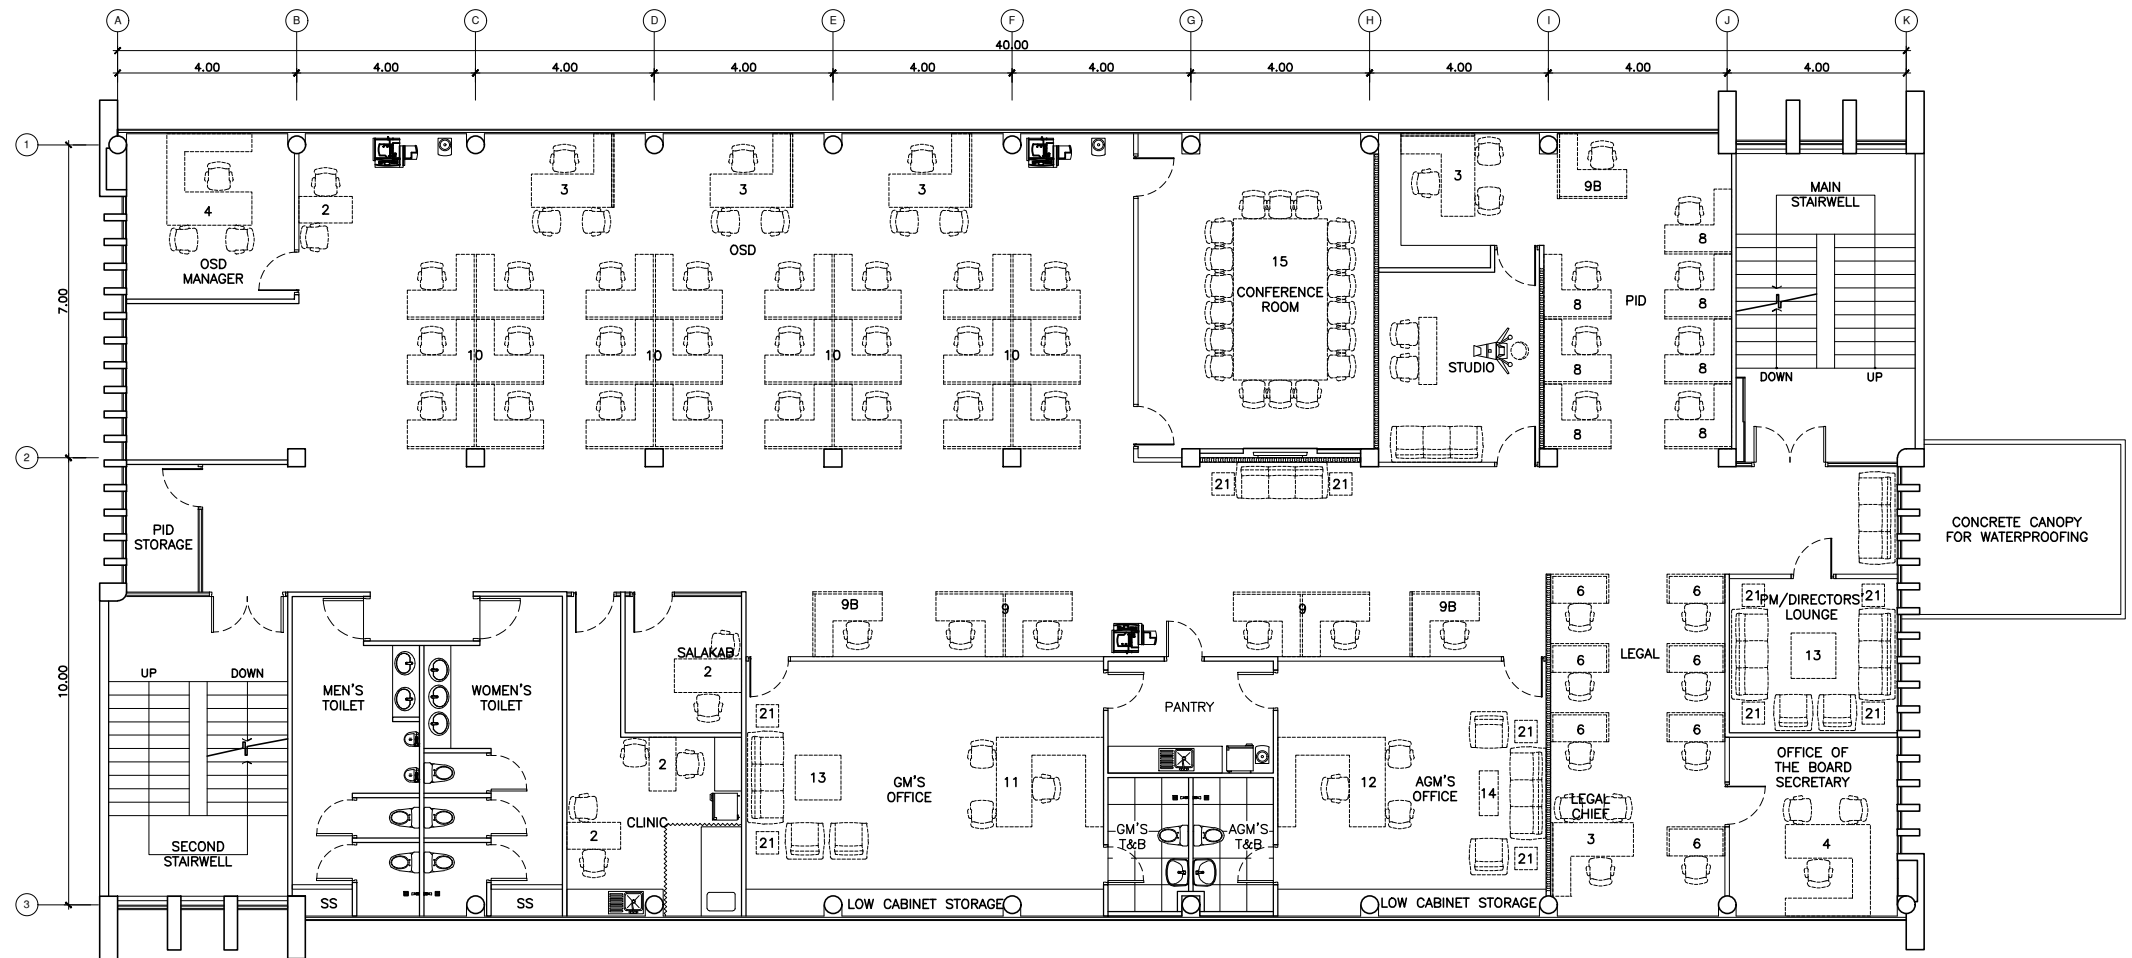 A B C D E F G H I J K
40.00
4.00 4.00 4.00 4.00 4.00 4.00 4.00 4.00 4.00 4.00
1
2
3
7.00
10.00
4
OSD
MANAGER
2
3
3
3
OSD
10 10 10 10
15
CONFERENCE
ROOM
3
9B
8
8
8
8
8
8
8
PID
STUDIO
MAIN
STAIRWELL
DOWN UP
21 21
PID
STORAGE
CONCRETE CANOPY
FOR WATERPROOFING
9B 9 9 9B
6 6
6 6
6 6
6
LEGAL
LEGAL
CHIEF
3
21 21
PM/DIRECTORS
LOUNGE
13
21 21
OFFICE OF
THE BOARD
SECRETARY
4
UP DOWN
SECOND
STAIRWELL
MEN'S
TOILET
WOMEN'S
TOILET
SS SS
SALAKAB
2
2
2
CLINIC
21
13
21
GM'S
OFFICE
11
PANTRY
GM'S
T&B
AGM'S
T&B
12
AGM'S
OFFICE
21
14
21
LOW CABINET STORAGE
LOW CABINET STORAGE